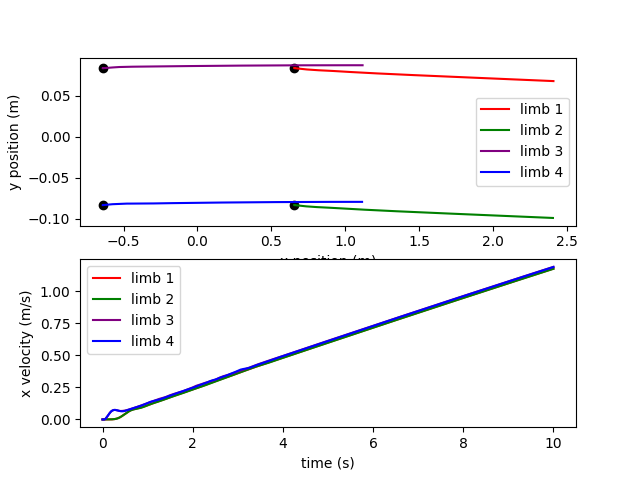 0.05
0.00
−0.05
−0.10
y position (m)
limb 1
limb 2
limb 3
limb 4
−0.5
0.0
0.5
1.0
1.5
2.0
2.5
x position (m)
1.00
0.75
0.50
0.25
0.00
x velocity (m/s)
limb 1
limb 2
limb 3
limb 4
0
2
4
6
8
10
time (s)